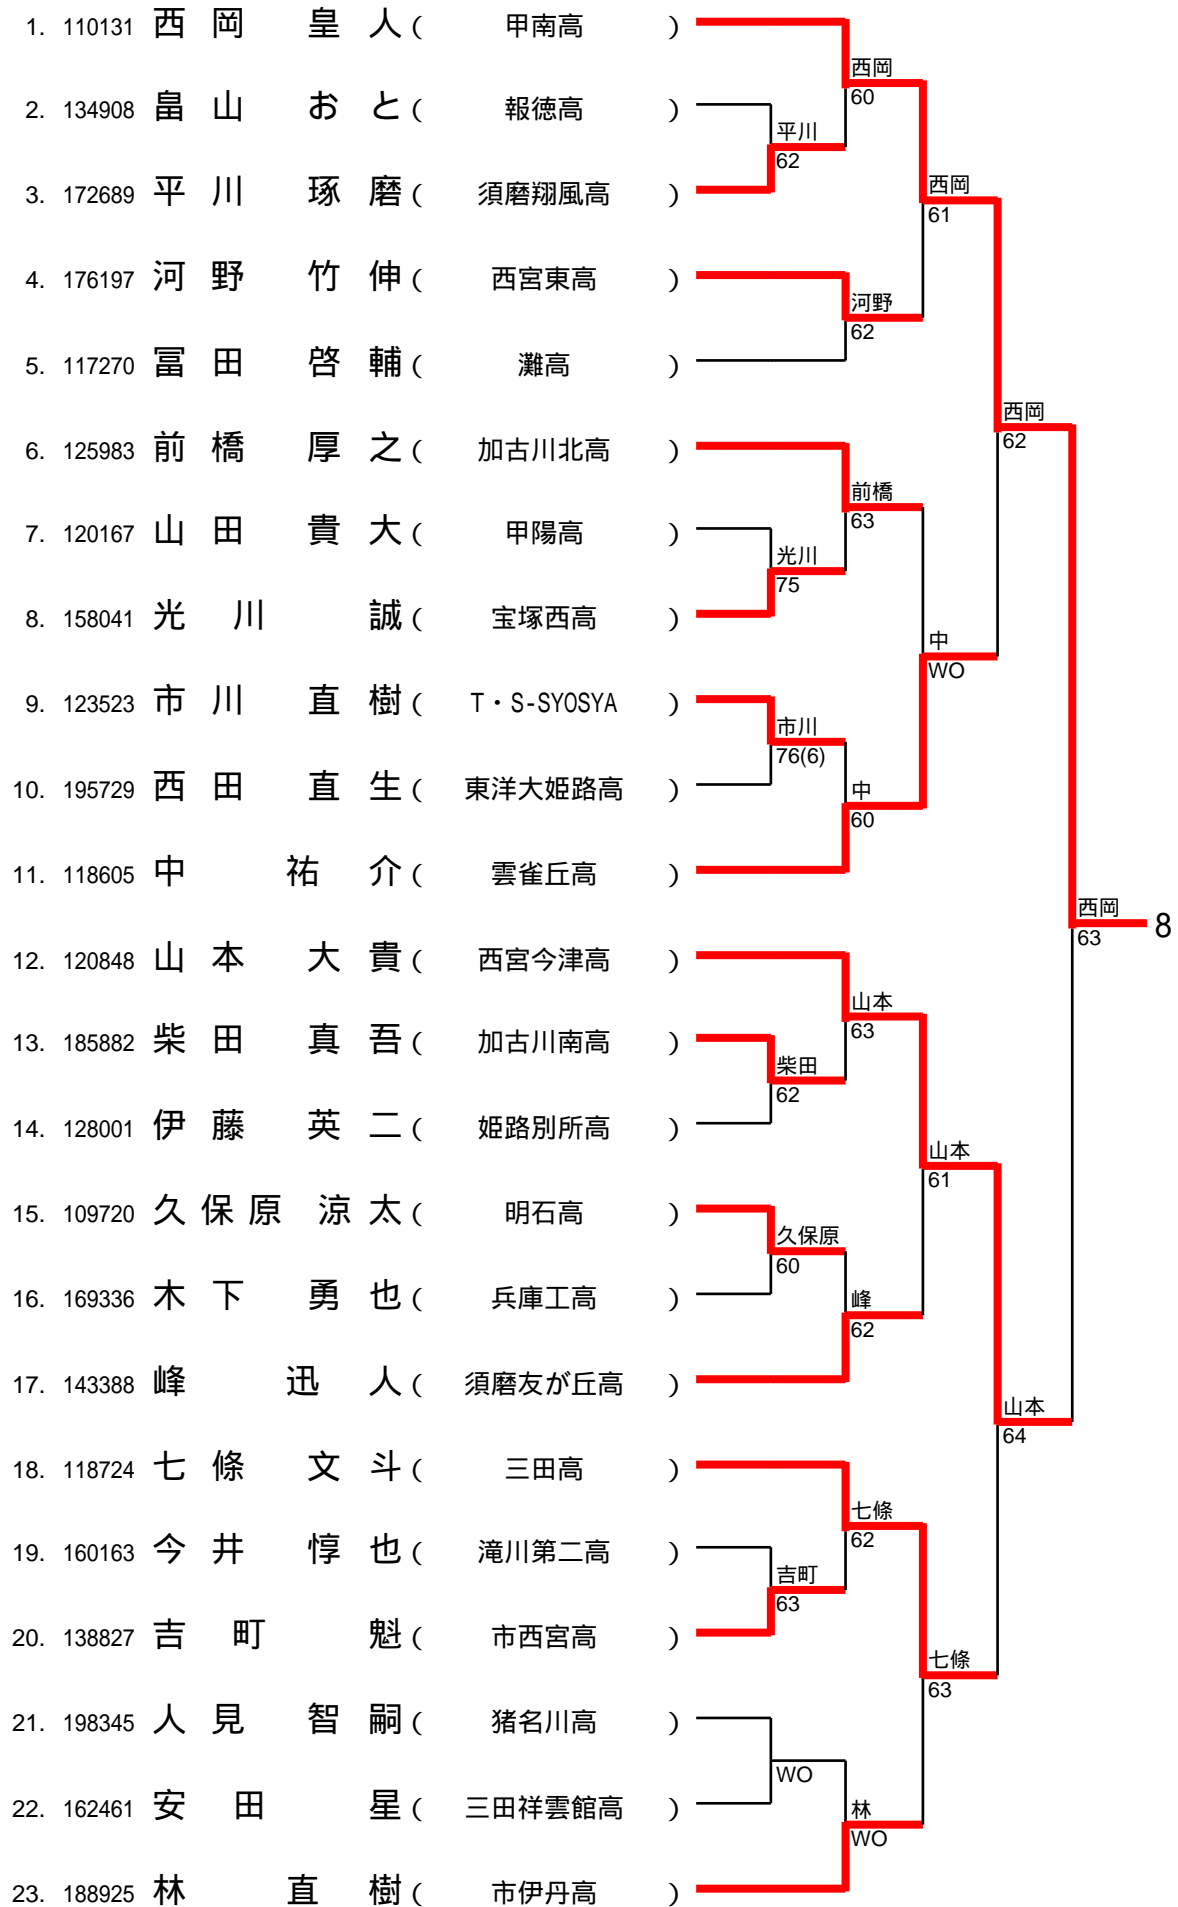 1. 110131 西岡 皇人 ( 甲南高 )
西岡
60
2. 134908 畠山 おと ( 報徳高 )
平川
62
3. 172689 平川 琢磨 ( 須磨翔風高 )
西岡
61
4. 176197 河野 竹伸 ( 西宮東高 )
河野
62
5. 117270 冨田 啓輔 ( 灘高 )
西岡
62
6. 125983 前橋 厚之 ( 加古川北高 )
前橋
63
7. 120167 山田 貴大 ( 甲陽高 )
光川
75
8. 158041 光川 誠 ( 宝塚西高 )
中
WO
9. 123523 市川 直樹 ( T・S-SYOSYA )
市川
76(6)
10. 195729 西田 直生 ( 東洋大姫路高 )
中
60
11. 118605 中 祐介 ( 雲雀丘高 )
西岡
63
8
12. 120848 山本 大貴 ( 西宮今津高 )
山本
63
13. 185882 柴田 真吾 ( 加古川南高 )
柴田
62
14. 128001 伊藤 英二 ( 姫路別所高 )
山本
61
15. 109720 久保原 涼太 ( 明石高 )
久保原
60
16. 169336 木下 勇也 ( 兵庫工高 )
峰
62
17. 143388 峰 迅人 ( 須磨友が丘高 )
山本
64
18. 118724 七條 文斗 ( 三田高 )
七條
62
19. 160163 今井 惇也 ( 滝川第二高 )
吉町
63
20. 138827 吉町 魁 ( 市西宮高 )
七條
63
21. 198345 人見 智嗣 ( 猪名川高 )
WO
22. 162461 安田 星 ( 三田祥雲館高 )
林
WO
23. 188925 林 直樹 ( 市伊丹高 )